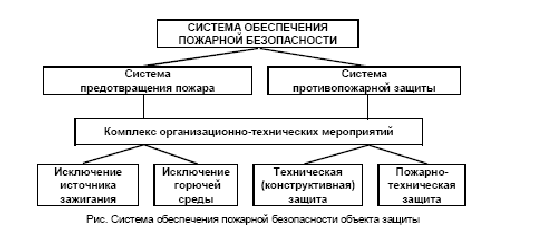 СИСТЕМА ОБЕСПЕЧЕНИЯ
ПОЖАРНОЙ БЕЗОПАСНОСТИ
Система
предотвращения пожара
Система
противопожарной защиты
Комплекс организационно-технических мероприятий
Исключение
источника
зажигания
Исключение
горючей
среды
Техническая
(конструктивная)
защита
Пожарно-
техническая
защита
Рис. Система обеспечения пожарной безопасности объекта защиты